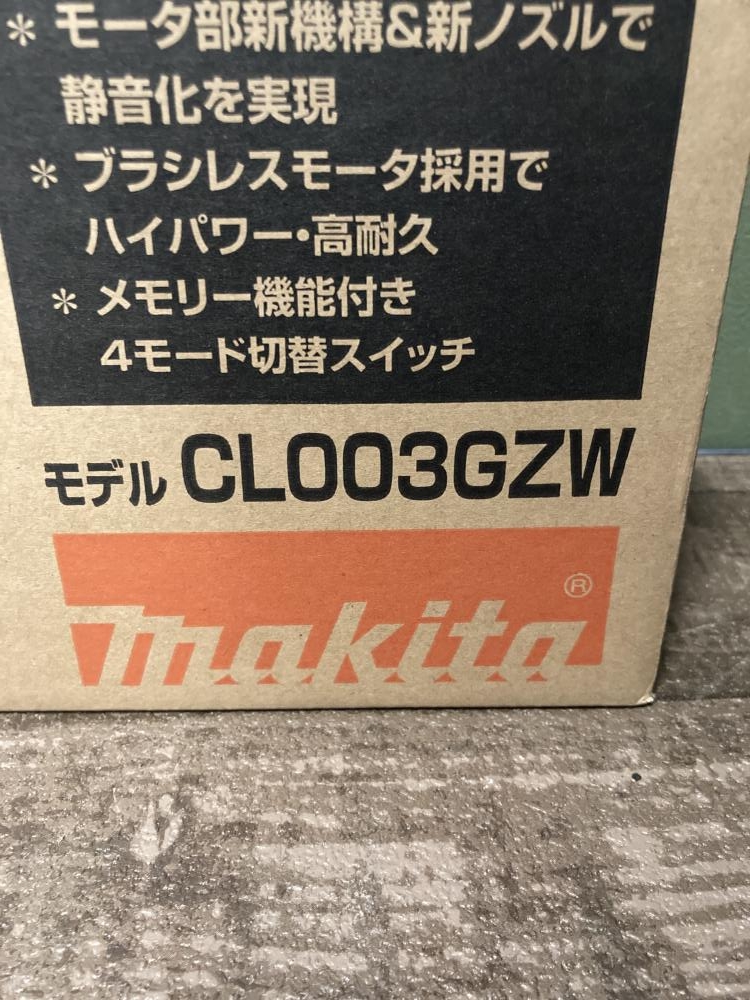 * モータ部新機構&新ノズルで
静音化を実現
* ブラシレスモータ採用で
ハイパワー・高耐久
* メモリー機能付き
4モード切替スイッチ
モデル CL003GZW
makita®